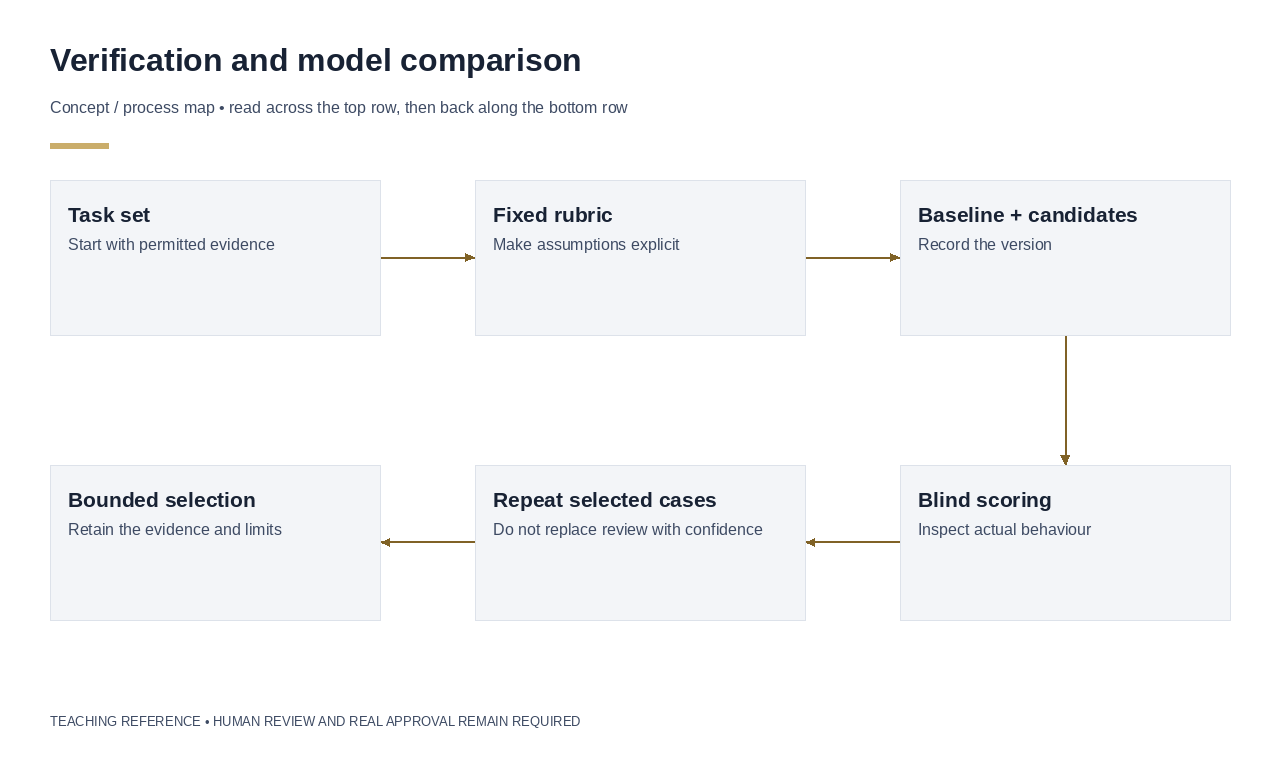 Verification and model comparison
Concept / process map • read across the top row, then back along the bottom row
Task set
Start with permitted evidence
Fixed rubric
Make assumptions explicit
Baseline + candidates
Record the version
Blind scoring
Inspect actual behaviour
Repeat selected cases
Do not replace review with confidence
Bounded selection
Retain the evidence and limits
TEACHING REFERENCE • HUMAN REVIEW AND REAL APPROVAL REMAIN REQUIRED